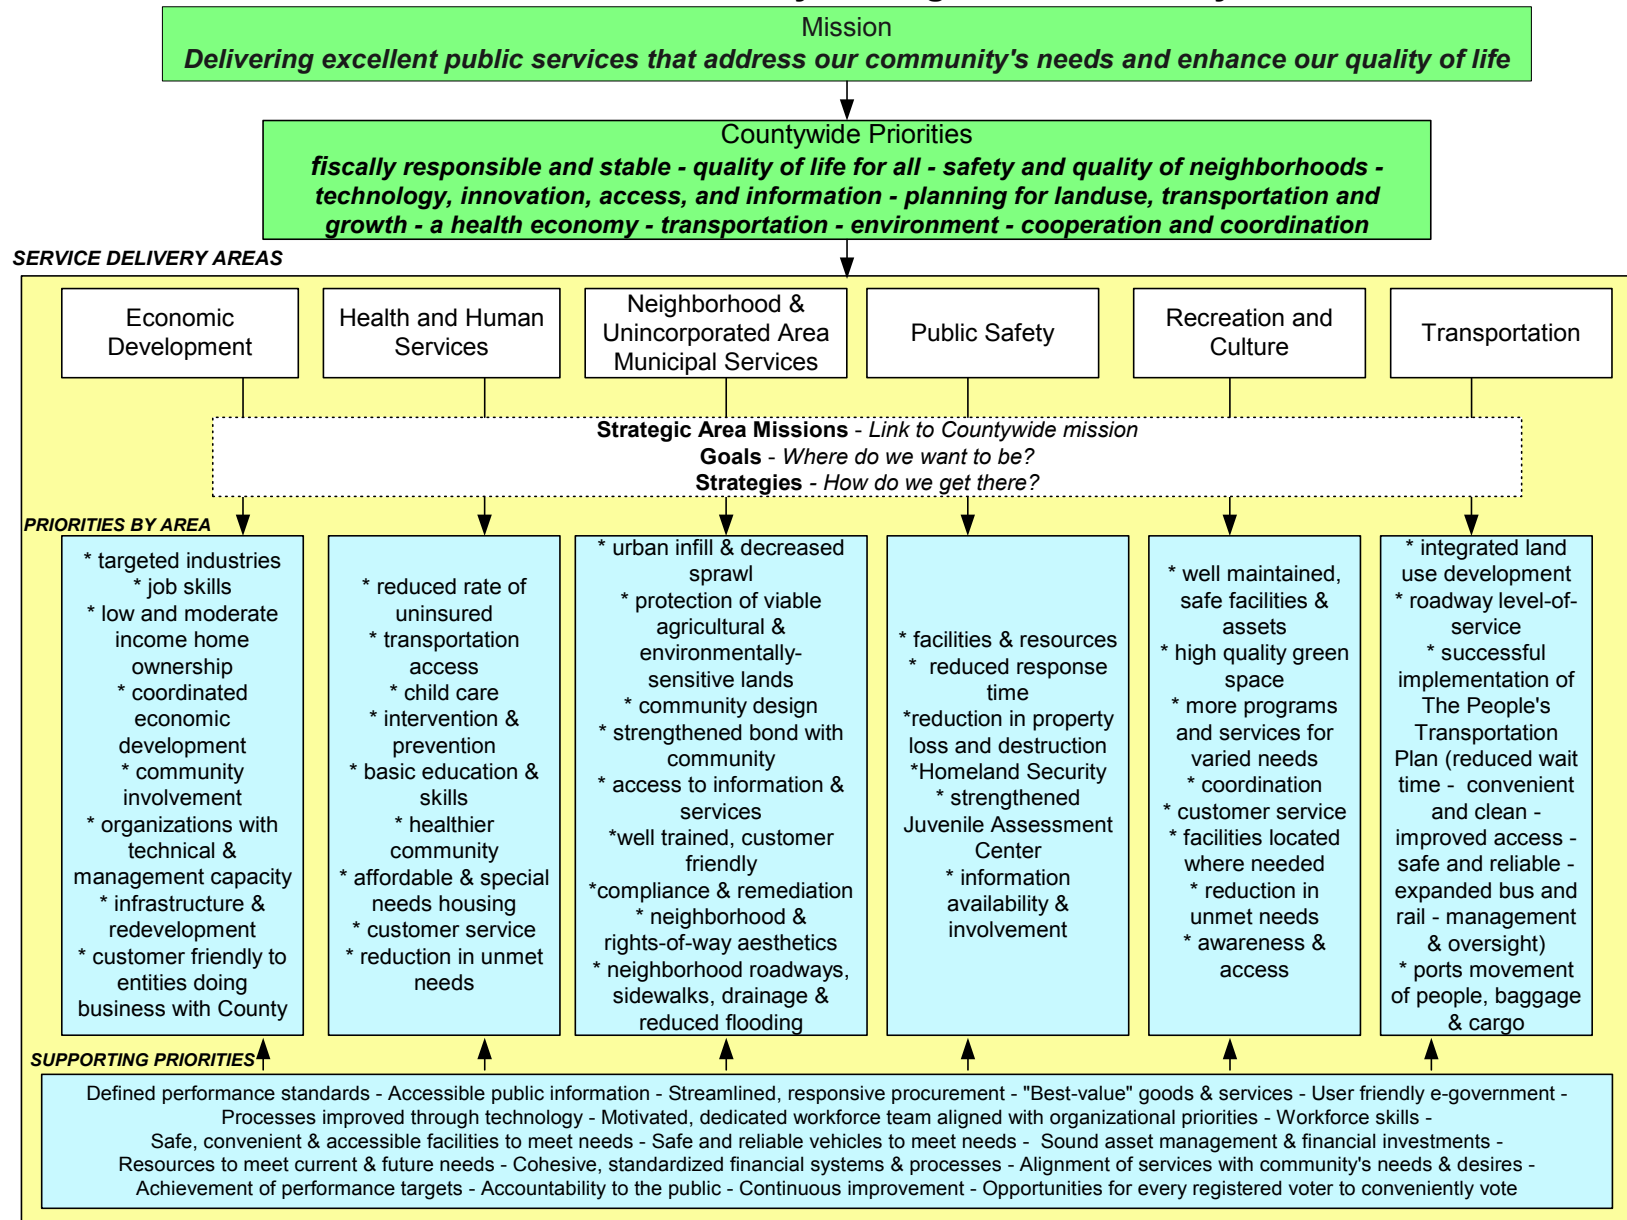 Mission
Delivering excellent public services that address our community's needs and enhance our quality of life
Countywide Priorities
fiscally responsible and stable - quality of life for all - safety and quality of neighborhoods -
technology, innovation, access, and information - planning for landuse, transportation and
growth - a health economy - transportation - environment - cooperation and coordination
SERVICE DELIVERY AREAS
Economic
Development
Health and Human
Services
Neighborhood &
Unincorporated Area
Municipal Services
Public Safety
Recreation and
Culture
Transportation
Strategic Area Missions - Link to Countywide mission
Goals - Where do we want to be?
Strategies - How do we get there?
PRIORITIES BY AREA
* targeted industries
* job skills
* low and moderate
income home
ownership
* coordinated
economic
development
* community
involvement
* organizations with
technical &
management capacity
* infrastructure &
redevelopment
* customer friendly to
entities doing
business with County
* reduced rate of
uninsured
* transportation
access
* child care
* intervention &
prevention
* basic education &
skills
* healthier
community
* affordable & special
needs housing
* customer service
* reduction in unmet
needs
* urban infill & decreased
sprawl
* protection of viable
agricultural &
environmentally-
sensitive lands
* community design
* strengthened bond with
community
* access to information &
services
*well trained, customer
friendly
*compliance & remediation
* neighborhood &
rights-of-way aesthetics
* neighborhood roadways,
sidewalks, drainage &
reduced flooding
* facilities & resources
* reduced response
time
*reduction in property
loss and destruction
*Homeland Security
* strengthened
Juvenile Assessment
Center
* information
availability &
involvement
* well maintained,
safe facilities &
assets
* high quality green
space
* more programs
and services for
varied needs
* coordination
* customer service
* facilities located
where needed
* reduction in
unmet needs
* awareness &
access
* integrated land
use development
* roadway level-of-
service
* successful
implementation of
The People's
Transportation
Plan (reduced wait
time - convenient
and clean -
improved access -
safe and reliable -
expanded bus and
rail - management
& oversight)
* ports movement
of people, baggage
& cargo
SUPPORTING PRIORITIES
Defined performance standards - Accessible public information - Streamlined, responsive procurement - "Best-value" goods & services - User friendly e-government -
Processes improved through technology - Motivated, dedicated workforce team aligned with organizational priorities - Workforce skills -
Safe, convenient & accessible facilities to meet needs - Safe and reliable vehicles to meet needs - Sound asset management & financial investments -
Resources to meet current & future needs - Cohesive, standardized financial systems & processes - Alignment of services with community's needs & desires -
Achievement of performance targets - Accountability to the public - Continuous improvement - Opportunities for every registered voter to conveniently vote